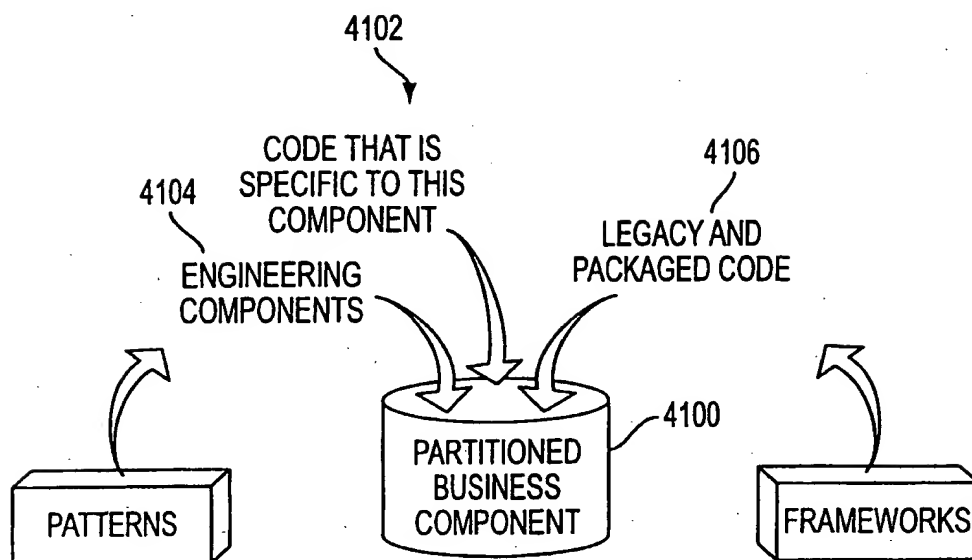 4102
CODE THAT IS
SPECIFIC TO THIS
COMPONENT
4104
ENGINEERING
COMPONENTS
4106
LEGACY AND
PACKAGED CODE
4100
PARTITIONED
BUSINESS
COMPONENT
PATTERNS
FRAMEWORKS